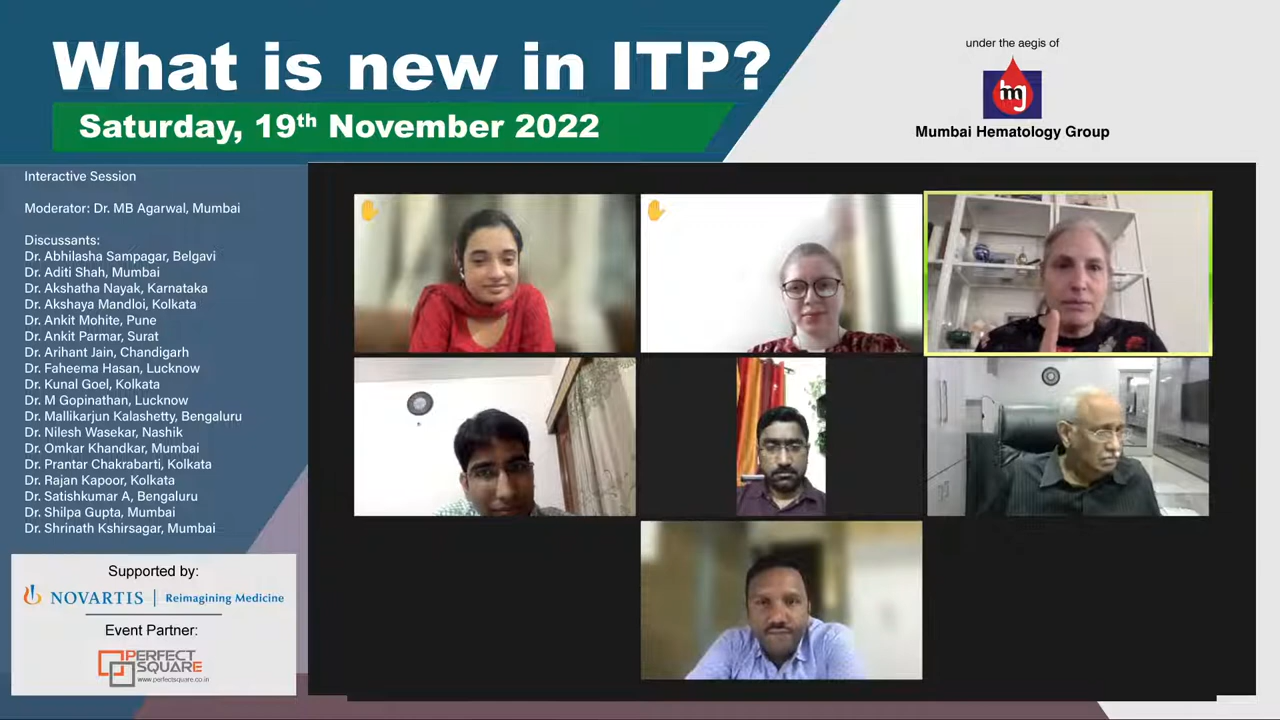 What is new in ITP?
Saturday, 19th November 2022
under the aegis of
mg
Mumbai Hematology Group
Interactive Session
Moderator: Dr. MB Agarwal, Mumbai
Discussants:
Dr. Abhilasha Sampagar, Belgavi
Dr. Aditi Shah, Mumbai
Dr. Akshatha Nayak, Karnataka
Dr. Akshaya Mandloi, Kolkata
Dr. Ankit Mohite, Pune
Dr. Ankit Parmar, Surat
Dr. Arihant Jain, Chandigarh
Dr. Faheema Hasan, Lucknow
Dr. Kunal Goel, Kolkata
Dr. M Gopinathan, Lucknow
Dr. Mallikarjun Kalashetty, Bengaluru
Dr. Nilesh Wasekar, Nashik
Dr. Omkar Khandkar, Mumbai
Dr. Prantar Chakrabarti, Kolkata
Dr. Rajan Kapoor, Kolkata
Dr. Satishkumar A, Bengaluru
Dr. Shilpa Gupta, Mumbai
Dr. Shrinath Kshirsagar, Mumbai
Supported by:
NOVARTIS | Reimagining Medicine
Event Partner:
PERFECT
SQUARE
www.perfectsquare.co.in